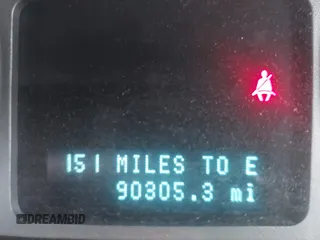 151 MILES TO E
90305.3 mi
DREAMBID